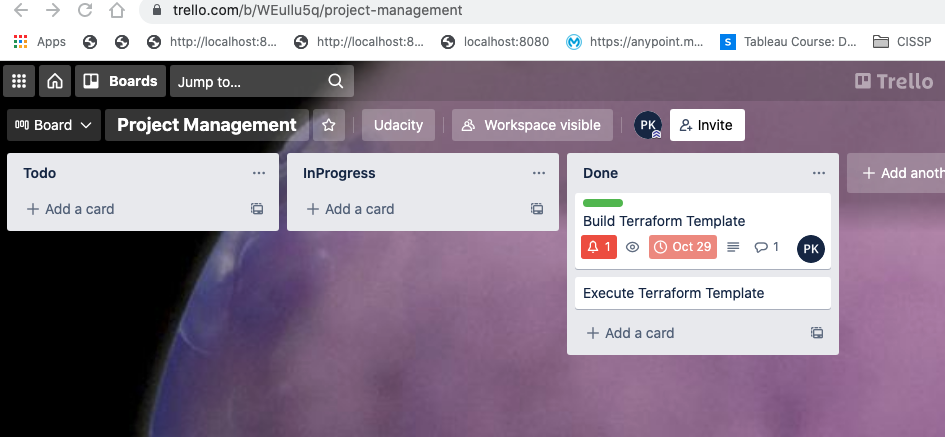 trello.com/b/WEullu5q/project-management
Apps http://localhost:8... http://localhost:8... localhost:8080 https://anypoint.m... S Tableau Course: D... CISSP
Boards Jump to... Trello
Board Project Management Udacity Workspace visible PK Invite
Todo
Add a card
InProgress
Add a card
Done
Build Terraform Template
1 Oct 29 1 PK
Execute Terraform Template
Add a card
Add anoth